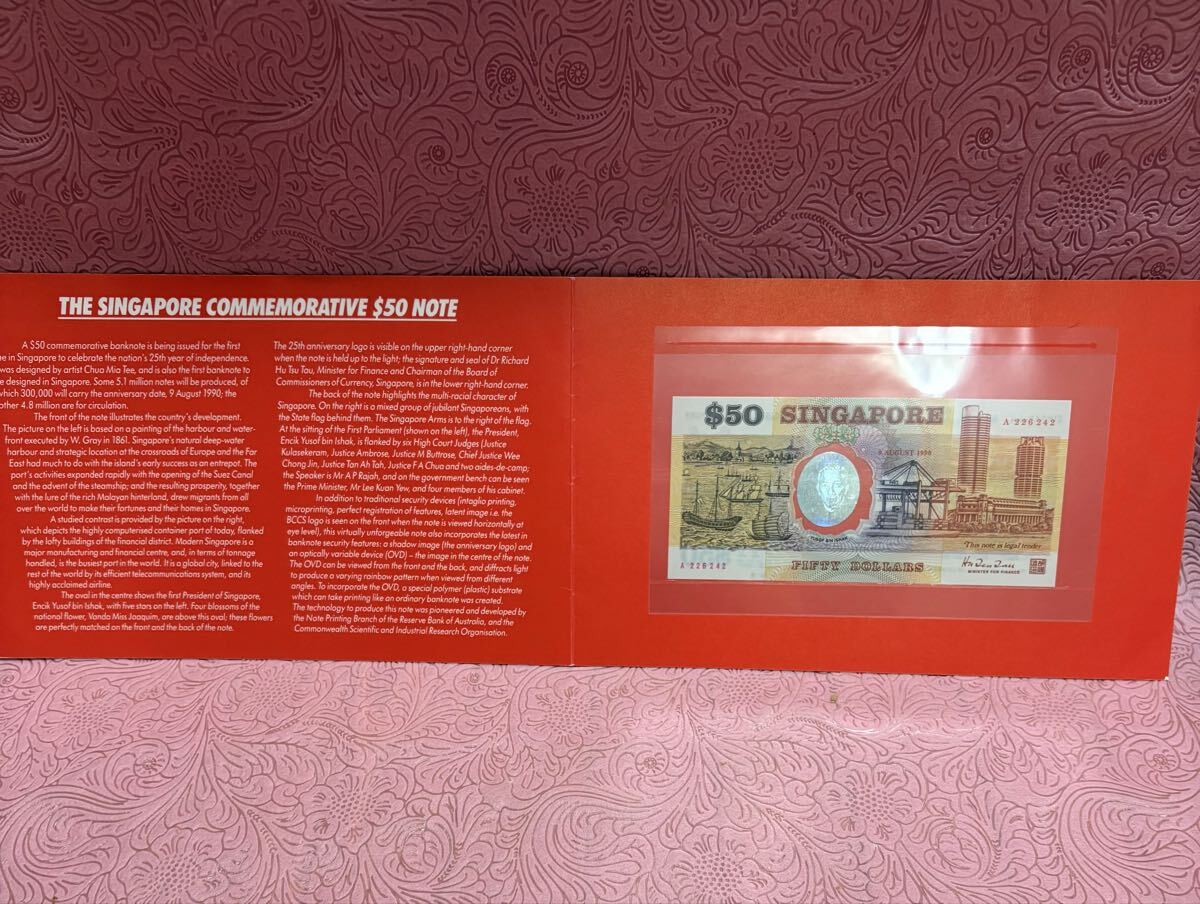 THE SINGAPORE COMMEMORATIVE $50 NOTE
A $50 commemorative banknote is being issued for the first
in Singapore to celebrate the nation's 25th year of independence.
was designed by artist Chua Mia Tee, and is also the first banknote to
designed in Singapore. Some 5.1 million notes will be produced, of
which 300,000 will carry the anniversary date, 9 August 1990; the
other 4.8 million are for circulation.
The front of the note illustrates the country's development.
The picture on the left is based on a painting of the harbour and water-
front executed by W. Gray in 1861. Singapore's natural deep-water
harbour and strategic location at the crossroads of Europe and the Far
East had much to do with the island's early success as an entrepot. The
port's activities expanded rapidly with the opening of the Suez Canal
and the advent of the steamship; and the resulting prosperity, together
with the lure of the rich Malayan hinterland, drew migrants from all
over the world to make their fortunes and their homes in Singapore.
A studied contrast is provided by the picture on the right,
which depicts the highly computerised container port of today, flanked
by the lofty buildings of the financial district. Modern Singapore is a
major manufacturing and financial centre, and, in terms of tonnage
handled, is the busiest port in the world. It is a global city, linked to the
rest of the world by its efficient telecommunications system, and its
highly acclaimed airline.
The oval in the centre shows the first President of Singapore,
Encik Yusof bin Ishak, with five stars on the left. Four blossoms of the
national flower, Vanda Miss Joaquim, are above this oval; these flowers
are perfectly matched on the front and the back of the note.
The 25th anniversary logo is visible on the upper right-hand corner
when the note is held up to the light; the signature and seal of Dr Richard
Hu Tsu Tau, Minister for Finance and Chairman of the Board of
Commissioners of Currency, Singapore, is in the lower right-hand corner.
The back of the note highlights the multi-racial character of
Singapore. On the right is a mixed group of jubilant Singaporeans, with
the State flag behind them. The Singapore Arms is to the right of the flag.
At the sitting of the First Parliament (shown on the left), the President,
Encik Yusof bin Ishak, is flanked by six High Court Judges (Justice
Kulasekeram, Justice Ambrose, Justice M Buttrose, Chief Justice Wee
Chong Jin, Justice Tan Ah Tah, Justice F A Chua and two aides-de-camp;
the Speaker is Mr A P Rajah, and on the government bench can be seen
the Prime Minister, Mr Lee Kuan Yew, and four members of his cabinet.
In addition to traditional security devices (intaglio printing,
microprinting, perfect registration of features, latent image i.e. the
BCCS logo is seen on the front when the note is viewed horizontally at
eye level), this virtually unforgeable note also incorporates the latest in
banknote security features: a shadow image (the anniversary logo) and
an optically variable device (OVD) – the image in the centre of the note.
The OVD can be viewed from the front and the back, and diffracts light
to produce a varying rainbow pattern when viewed from different
angles. To incorporate the OVD, a special polymer (plastic) substrate
which can take printing like an ordinary banknote was created.
The technology to produce this note was pioneered and developed by
the Note Printing Branch of the Reserve Bank of Australia, and the
Commonwealth Scientific and Industrial Research Organisation.
$50 SINGAPORE
A 226242
9 AUGUST 1990
YUSOF BIN ISHAK
This note is legal tender
A 226242
FIFTY DOLLARS
MINISTER FOR FINANCE